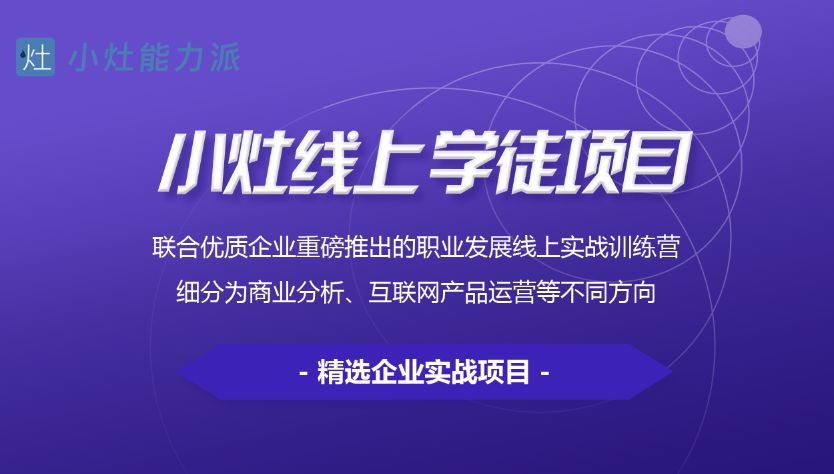 灶 小灶能力派
小灶线上学徒项目
联合优质企业重磅推出的职业发展线上实战训练营
细分为商业分析、互联网产品运营等不同方向
- 精选企业实战项目 -